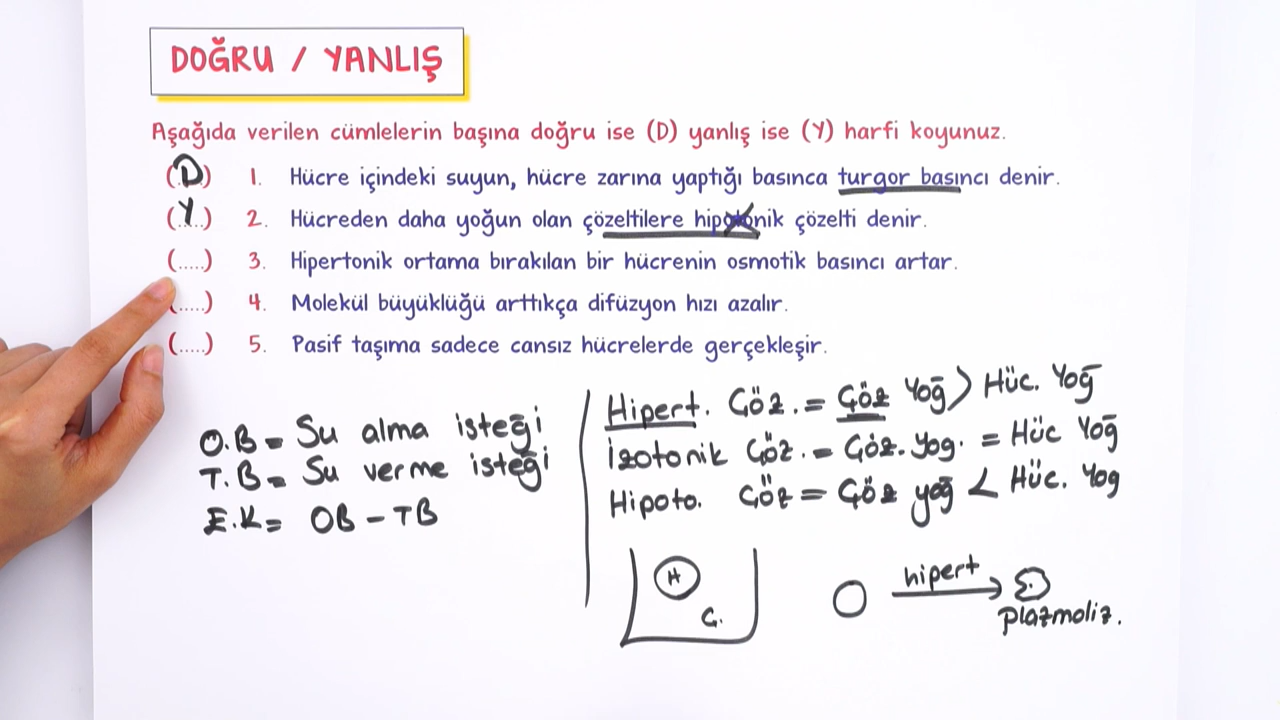 DOĞRU / YANLIŞ
Aşağıda verilen cümlelerin başına doğru ise (D) yanlış ise (Y) harfi koyunuz.
(D) 1. Hücre içindeki suyun, hücre zarına yaptığı basınca turgor basıncı denir.
(Y) 2. Hücreden daha yoğun olan çözeltilere hipotonik çözelti denir.
(.....) 3. Hipertonik ortama bırakılan bir hücrenin osmotik basıncı artar.
(.....) 4. Molekül büyüklüğü arttıkça difüzyon hızı azalır.
(.....) 5. Pasif taşıma sadece cansız hücrelerde gerçekleşir.
O.B = Su alma isteği
T.B = Su verme isteği
E.K = OB - TB
Hipert. Çöz. = Çöz Yoğ > Hüc. Yoğ
İzotonik Çöz. = Çöz. Yog. = Hüc Yoğ
Hipoto. Çöz = Çöz yoğ < Hüc. Yog
H
Ç.
hipert
plazmoliz.